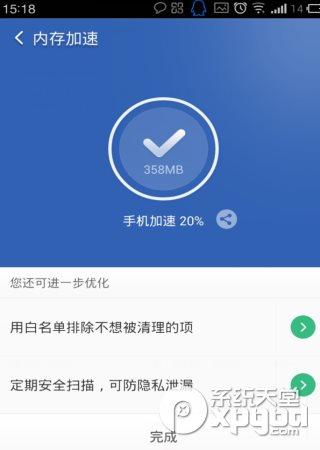 15:18
14
内存加速
358MB
手机加速 20%
您还可进一步优化
用白名单排除不想被清理的项
定期安全扫描，可防隐私泄漏
系统天堂
xpgod.com
完成